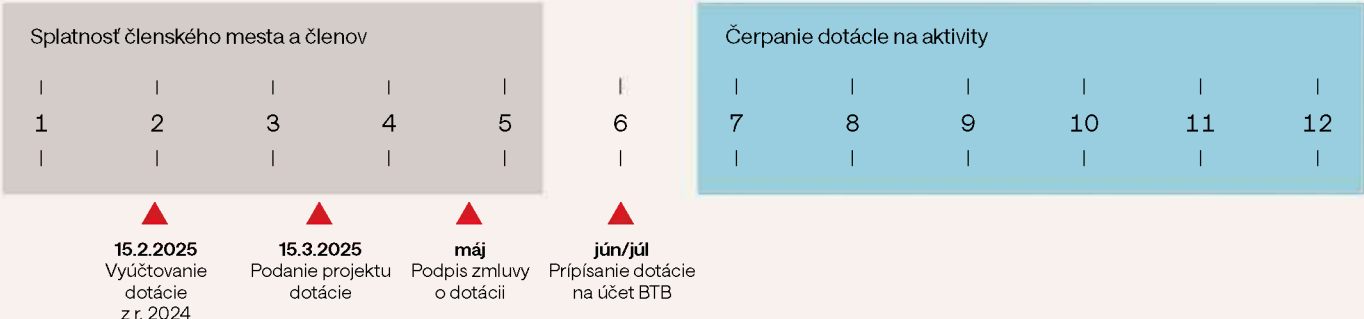 Splatnosť členského mesta a členov
Čerpanie dotácie na aktivity
1 2 3 4 5 6 7 8 9 10 11 12
15.2.2025
Vyúčtovanie
dotácie
z r. 2024
15.3.2025
Podanie projektu
dotácie
máj
Podpis zmluvy
o dotácii
jún/júl
Prípísanie dotácie
na účet BTB